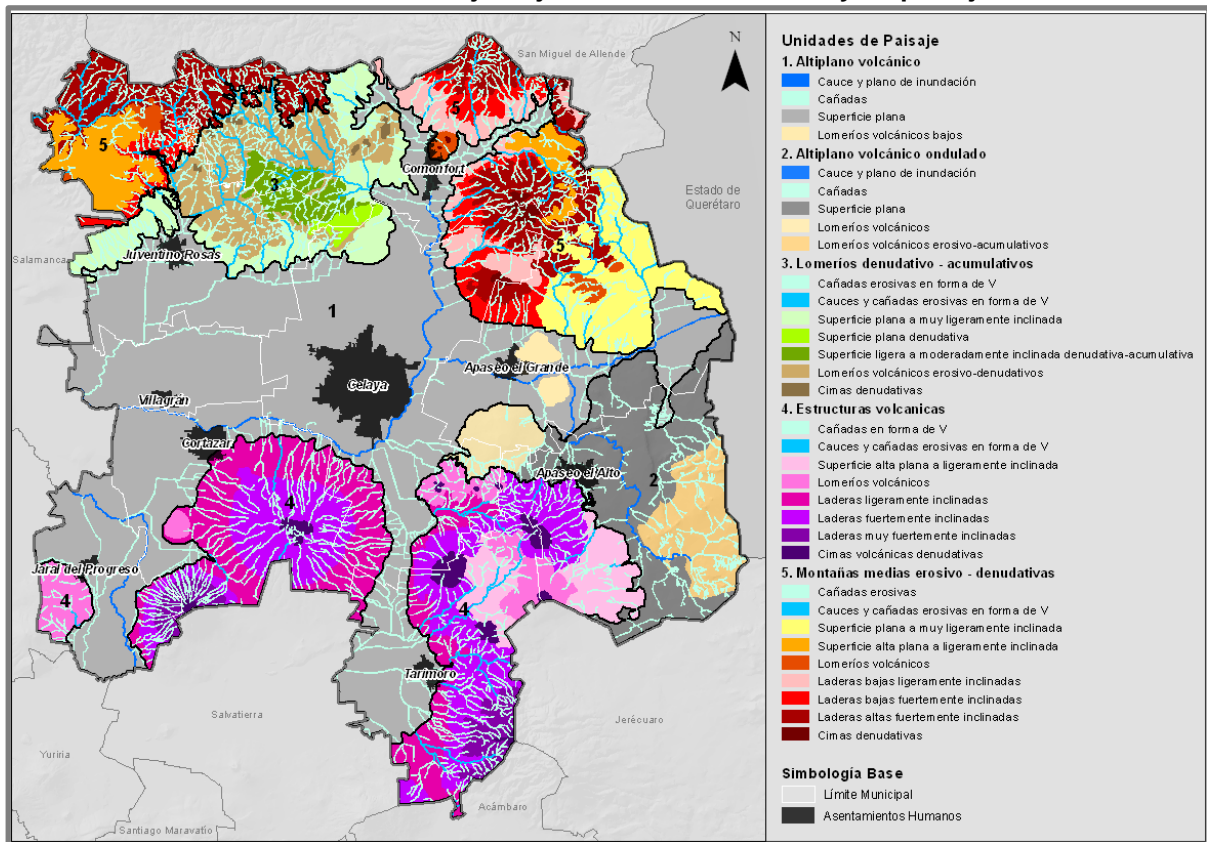 N
San Miguel de Allende
5
5
Comonfort
3
Estado de
Querétaro
5
Salamanca
Juventino Rosas
1
Apaseo el Grande
Celaya
Villagrán
Cortazar
Apaseo el Alto
2
4
4
Jaral del Progreso
4
4
Tarimoro
Salvatierra
Jerécuaro
Yuriria
Acámbaro
Santiago Maravatío
Unidades de Paisaje
1. Altiplano volcánico
Cauce y plano de inundación
Cañadas
Superficie plana
Lomeríos volcánicos bajos
2. Altiplano volcánico ondulado
Cauce y plano de inundación
Cañadas
Superficie plana
Lomeríos volcánicos
Lomeríos volcánicos erosivo-acumulativos
3. Lomeríos denudativo - acumulativos
Cañadas erosivas en forma de V
Cauces y cañadas erosivas en forma de V
Superficie plana a muy ligeramente inclinada
Superficie plana denudativa
Superficie ligera a moderadamente inclinada denudativa-acumulativa
Lomeríos volcánicos erosivo-denudativos
Cimas denudativas
4. Estructuras volcanicas
Cañadas en forma de V
Cauces y cañadas erosivas en forma de V
Superficie alta plana a ligeramente inclinada
Lomeríos volcánicos
Laderas ligeramente inclinadas
Laderas fuertemente inclinadas
Laderas muy fuertemente inclinadas
Cimas volcánicas denudativas
5. Montañas medias erosivo - denudativas
Cañadas erosivas
Cauces y cañadas erosivas en forma de V
Superficie plana a muy ligeramente inclinada
Superficie alta plana a ligeramente inclinada
Lomeríos volcánicos
Laderas bajas ligeramente inclinadas
Laderas bajas fuertemente inclinadas
Laderas altas fuertemente inclinadas
Cimas denudativas
Simbología Base
Límite Municipal
Asentamientos Humanos